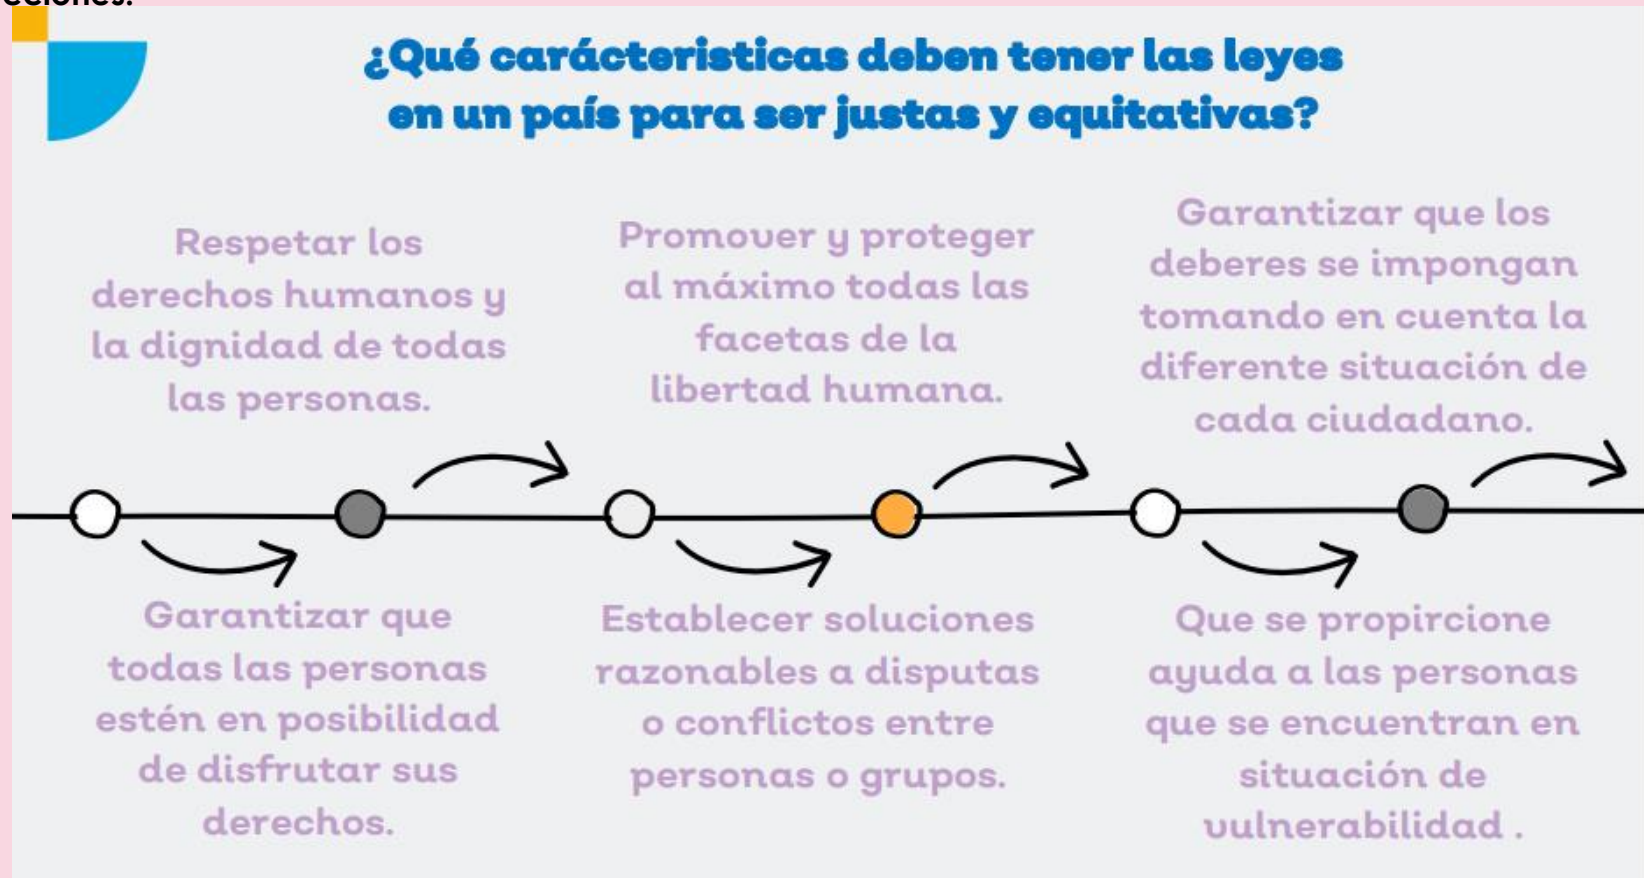 ecciones.
¿Qué carácteristicas deben tener las leyes
en un país para ser justas y equitativas?
Respetar los
derechos humanos y
la dignidad de todas
las personas.
Promover y proteger
al máximo todas las
facetas de la
libertad humana.
Garantizar que los
deberes se impongan
tomando en cuenta la
diferente situación de
cada ciudadano.
Garantizar que
todas las personas
estén en posibilidad
de disfrutar sus
derechos.
Establecer soluciones
razonables a disputas
o conflictos entre
personas o grupos.
Que se propircione
ayuda a las personas
que se encuentran en
situación de
vulnerabilidad .